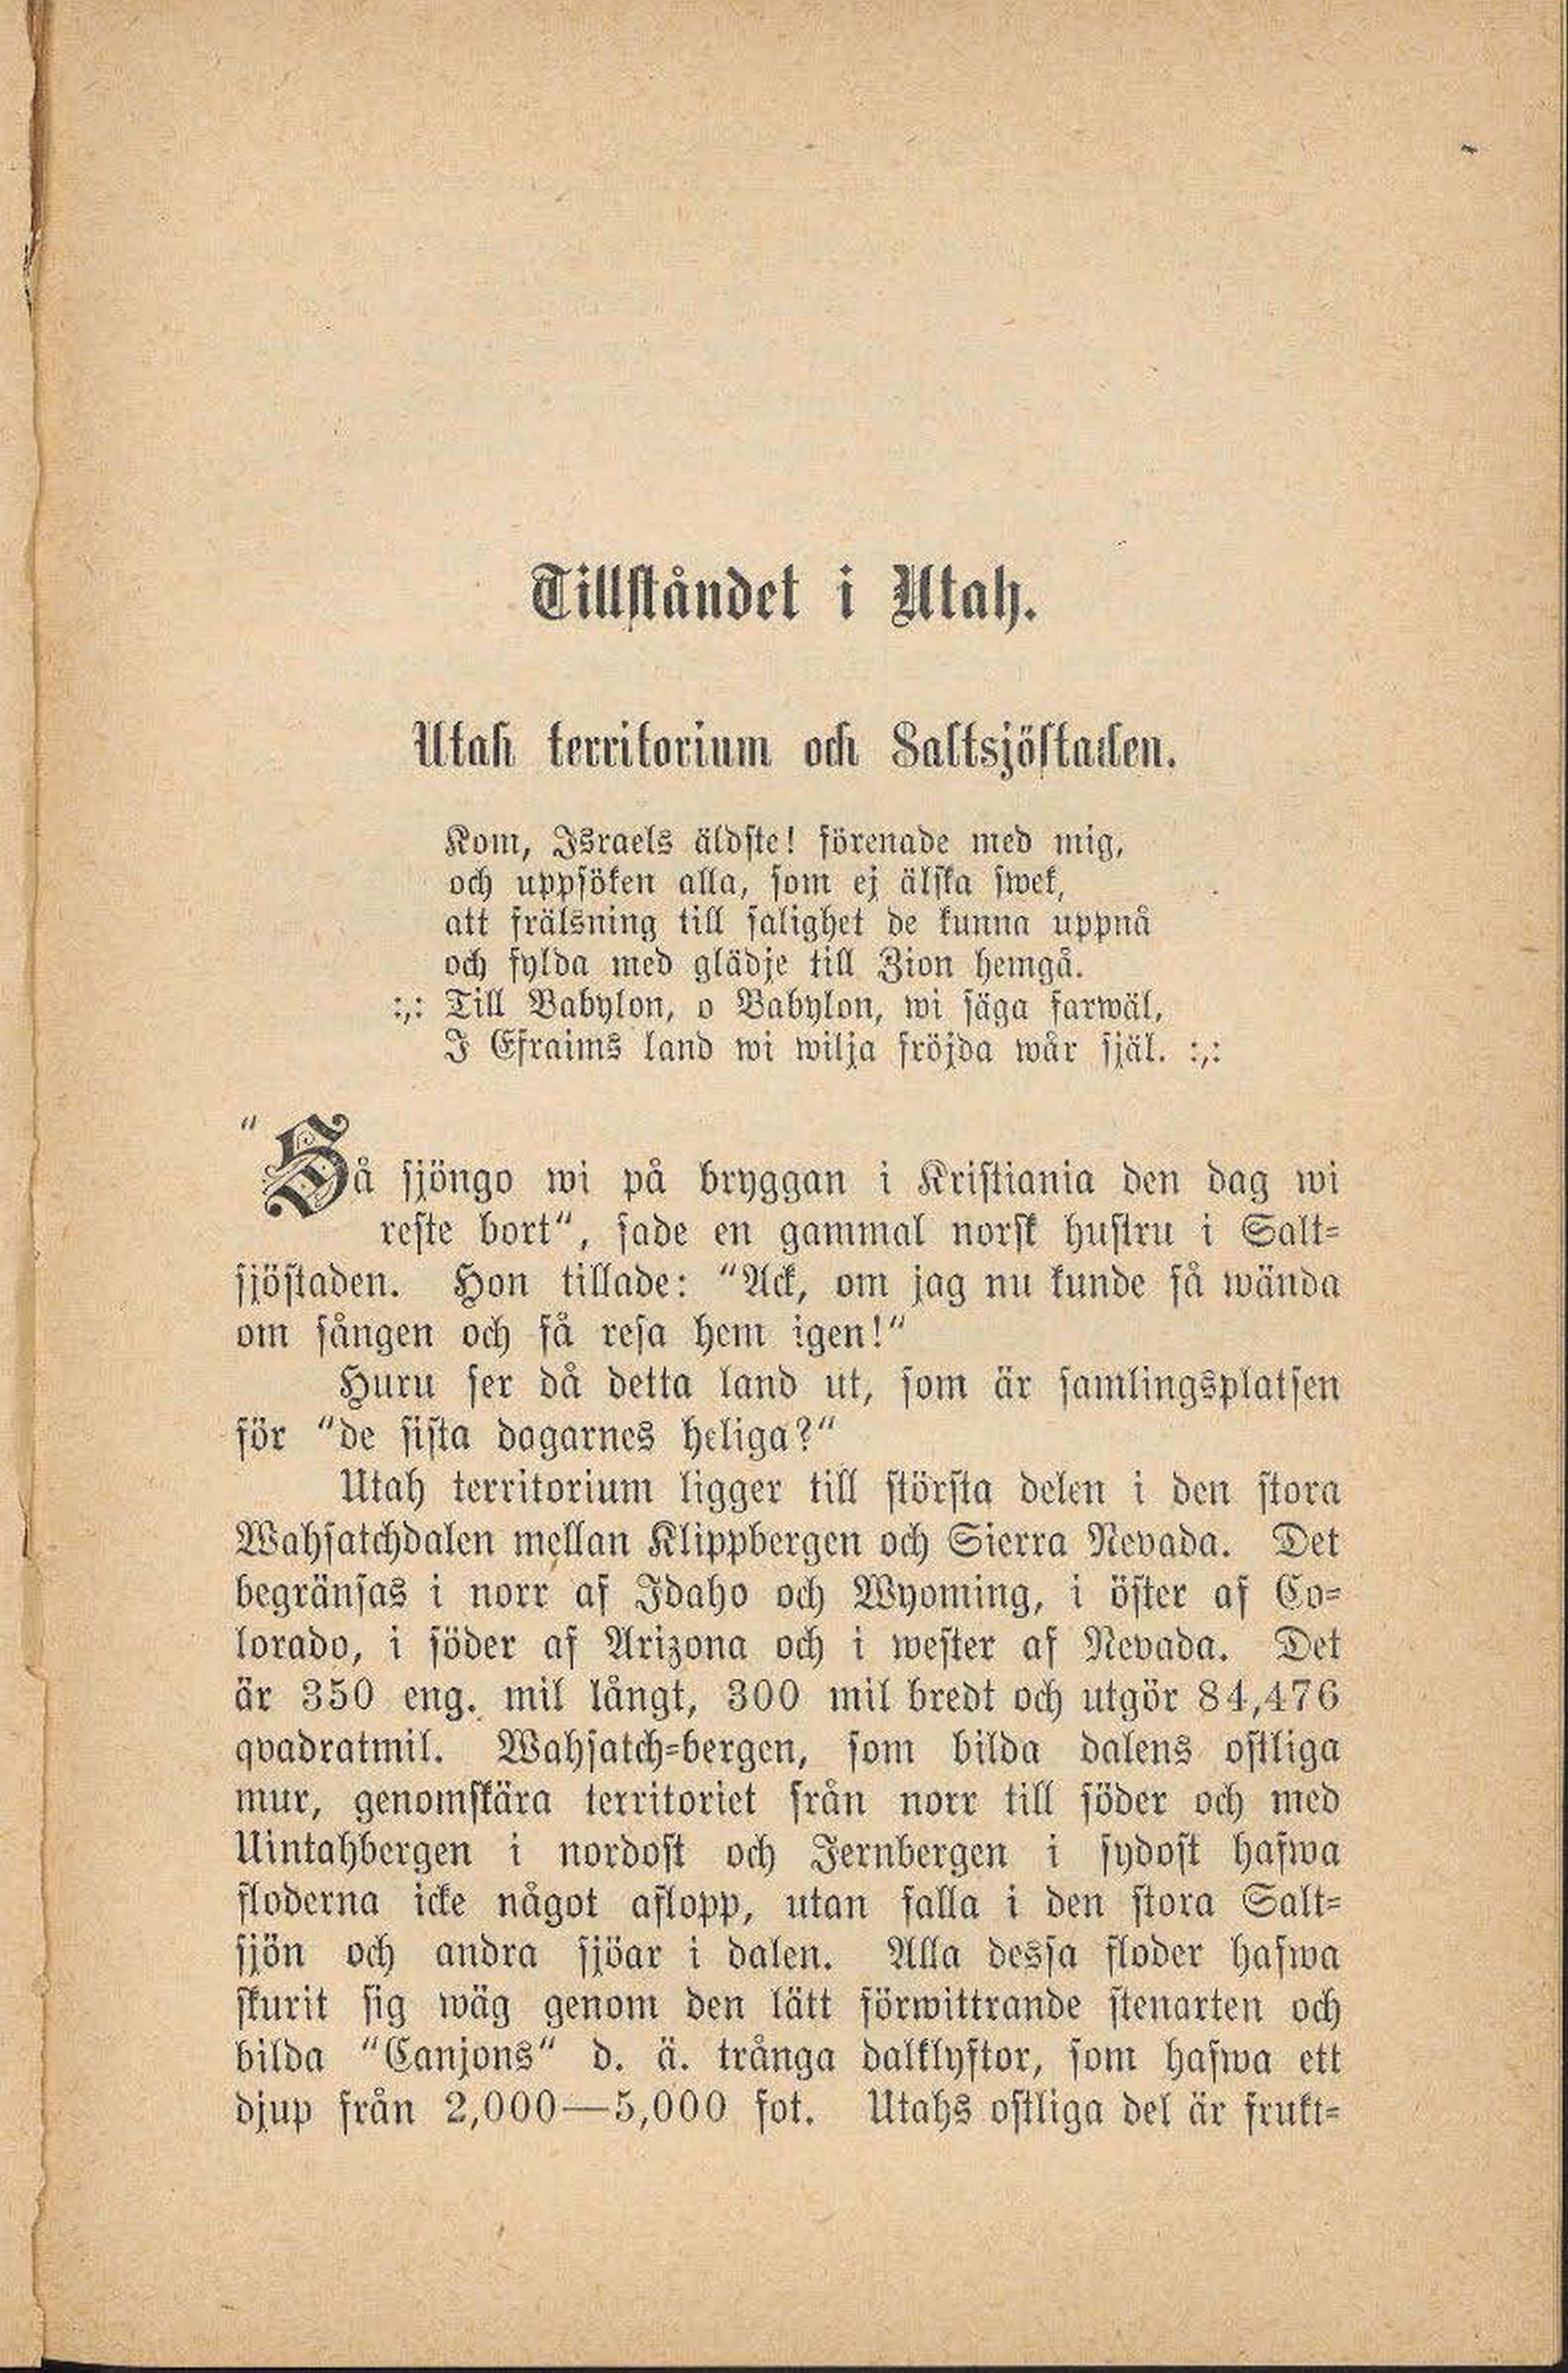 Tillståndet i Utah.
Utah territorium och Saltsjöstaden.
Kom, Israels äldste! förenade med mig,
och uppsöken alla, som ej älska swek,
att frälsning till salighet de kunna uppnå
och fylda med glädje till Zion hemgå.
:,: Till Babylon, o Babylon, wi säga farwäl,
I Efraims land wi wilja fröjda wår själ. :,:
“Så sjöngo wi på bryggan i Kristiania den dag wi
reste bort“, sade en gammal norsk hustru i Salt-
sjöstaden. Hon tillade: “Ack, om jag nu kunde få wända
om sången och få resa hem igen!“
Huru ser då detta land ut, som är samlingsplatsen
för “de sista dagarnes heliga?“
Utah territorium ligger till största delen i den stora
Wahsatchdalen mellan Klippbergen och Sierra Nevada. Det
begränsas i norr af Idaho och Wyoming, i öster af Co-
lorado, i söder af Arizona och i wester af Nevada. Det
är 350 eng. mil långt, 300 mil bredt och utgör 84,476
qvadratmil. Wahsatch-bergen, som bilda dalens ostliga
mur, genomskära territoriet från norr till söder och med
Uintahbergen i nordost och Jernbergen i sydost hafwa
floderna icke något aflopp, utan falla i den stora Salt-
sjön och andra sjöar i dalen. Alla dessa floder hafwa
skurit sig wäg genom den lätt förwittrande stenarten och
bilda “Canjons“ d. ä. trånga dalklyftor, som hafwa ett
djup från 2,000—5,000 fot. Utahs ostliga del är frukt-